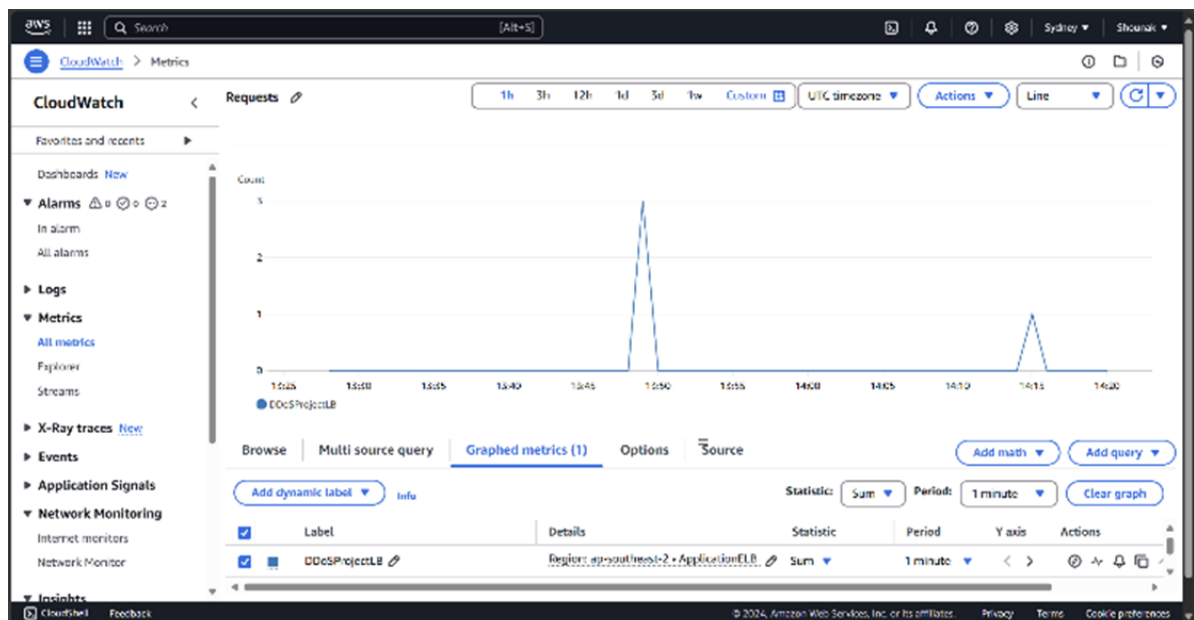 aws Search [Alt+S] Sydney Shounak
CloudWatch > Metrics
CloudWatch
Favorites and recents
Dashboards New
Alarms 0 0 2
In alarm
All alarms
Logs
Metrics
All metrics
Explorer
Streams
X-Ray traces New
Events
Application Signals
Network Monitoring
Internet monitors
Network Monitor
Insights
Requests
1h 3h 12h 1d 3d 1w Custom UTC timezone Actions Line
Count
3
2
1
0
13:25 13:30 13:35 13:40 13:45 13:50 13:55 14:00 14:05 14:10 14:15 14:20
DDoSProjectLB
Browse Multi source query Graphed metrics (1) Options Source Add math Add query
Add dynamic label Info Statistic: Sum Period: 1 minute Clear graph
Label Details Statistic Period Y axis Actions
DDoSProjectLB Region: ap-southeast-2 • ApplicationELB Sum 1 minute < >
CloudShell Feedback © 2024, Amazon Web Services, Inc. or its affiliates. Privacy Terms Cookie preferences